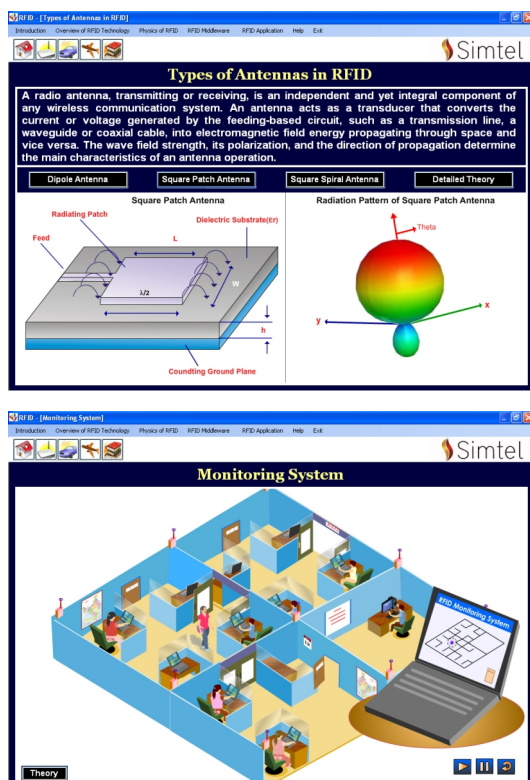 RFID - [Types of Antennas in RFID]
Introduction Overview of RFID Technology Physics of RFID RFID Middleware RFID Application Help Exit
Simtel
Types of Antennas in RFID
A radio antenna, transmitting or receiving, is an independent and yet integral component of
any wireless communication system. An antenna acts as a transducer that converts the
current or voltage generated by the feeding-based circuit, such as a transmission line, a
waveguide or coaxial cable, into electromagnetic field energy propagating through space and
vice versa. The wave field strength, its polarization, and the direction of propagation determine
the main characteristics of an antenna operation.
Dipole Antenna Square Patch Antenna Square Spiral Antenna Detailed Theory
Square Patch Antenna
Radiating Patch
Dielectric Substrate(Er)
Feed
L
W
λ/2
h
Coundting Ground Plane
Radiation Pattern of Square Patch Antenna
Theta
x
y
RFID - [Monitoring System]
Introduction Overview of RFID Technology Physics of RFID RFID Middleware RFID Application Help Exit
Simtel
Monitoring System
RFID Monitoring System
Theory